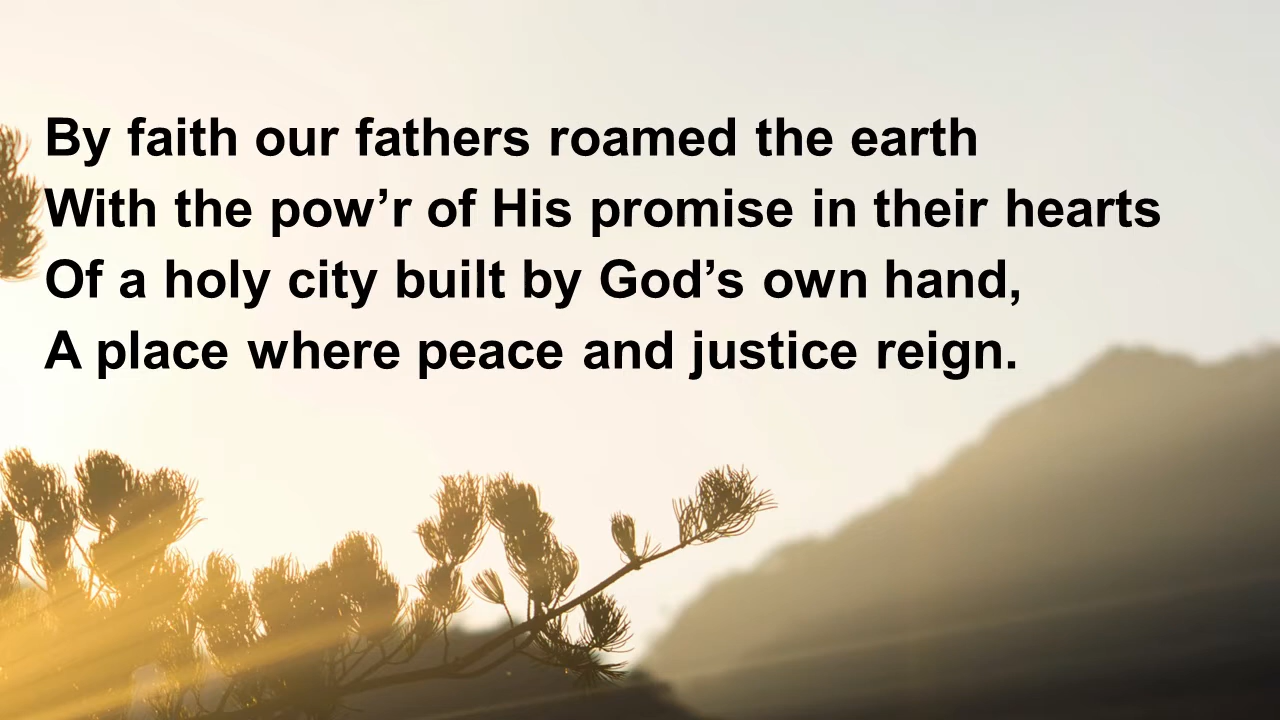 By faith our fathers roamed the earth
With the pow’r of His promise in their hearts
Of a holy city built by God’s own hand,
A place where peace and justice reign.